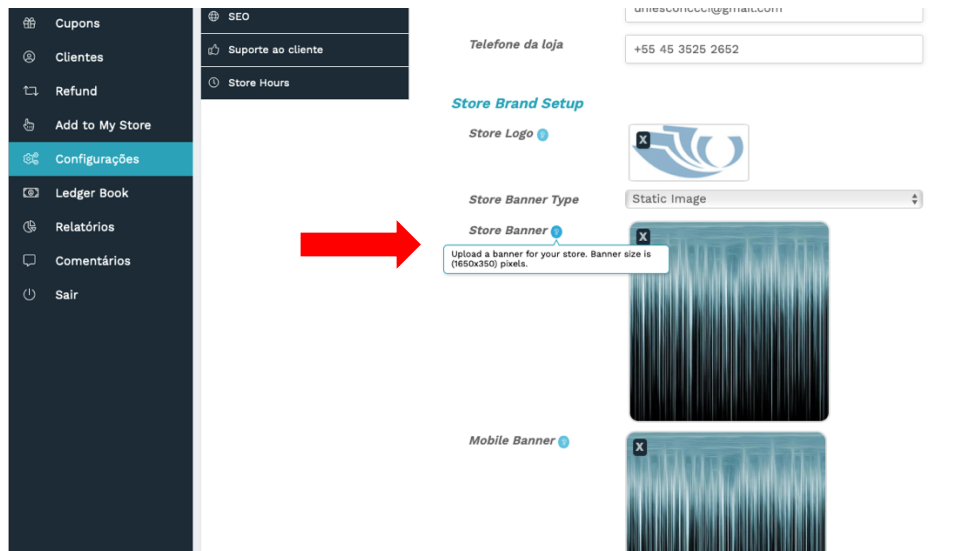 Cupons
Clientes
Refund
Add to My Store
Configurações
Ledger Book
Relatórios
Comentários
Sair
SEO
Suporte ao cliente
Store Hours
Telefone da loja
+55 45 3525 2652
Store Brand Setup
Store Logo
X
Store Banner Type
Static Image
Store Banner
X
Upload a banner for your store. Banner size is
(1650x350) pixels.
Mobile Banner
X